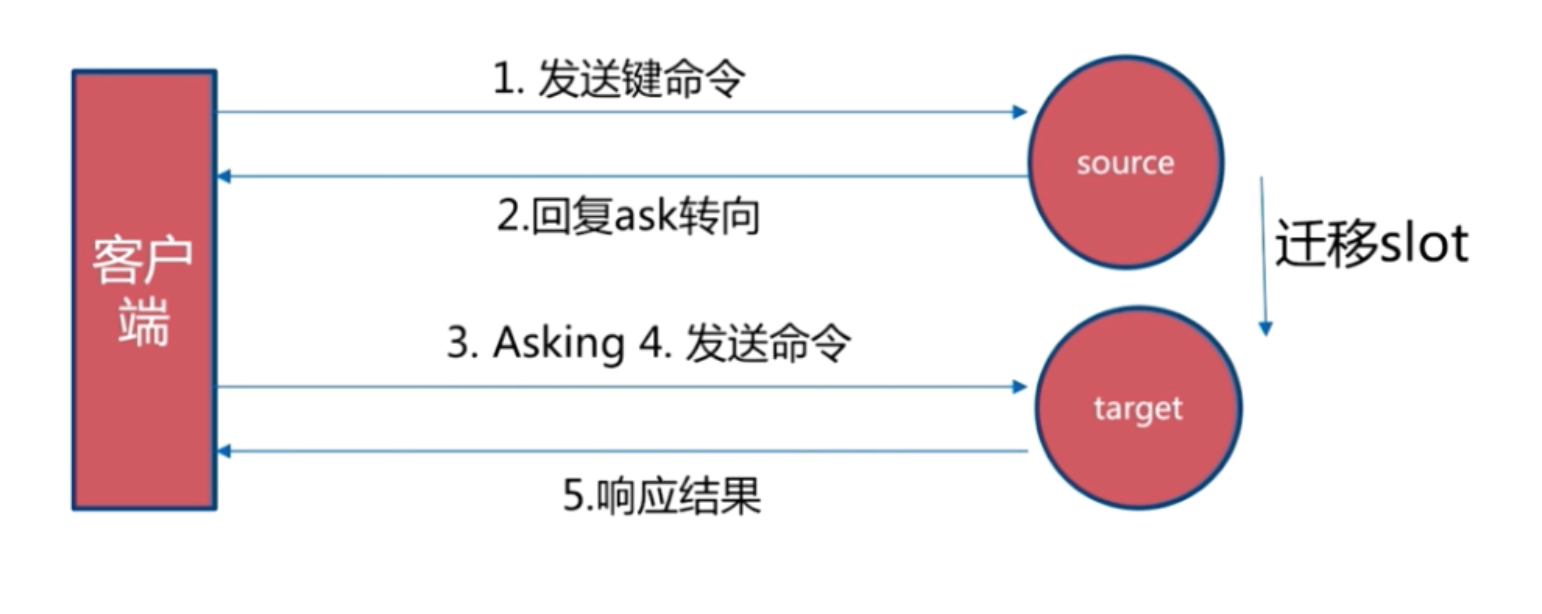 1. 发送键命令
source
2.回复ask转向
迁移slot
客户
端
3. Asking 4. 发送命令
target
5.响应结果